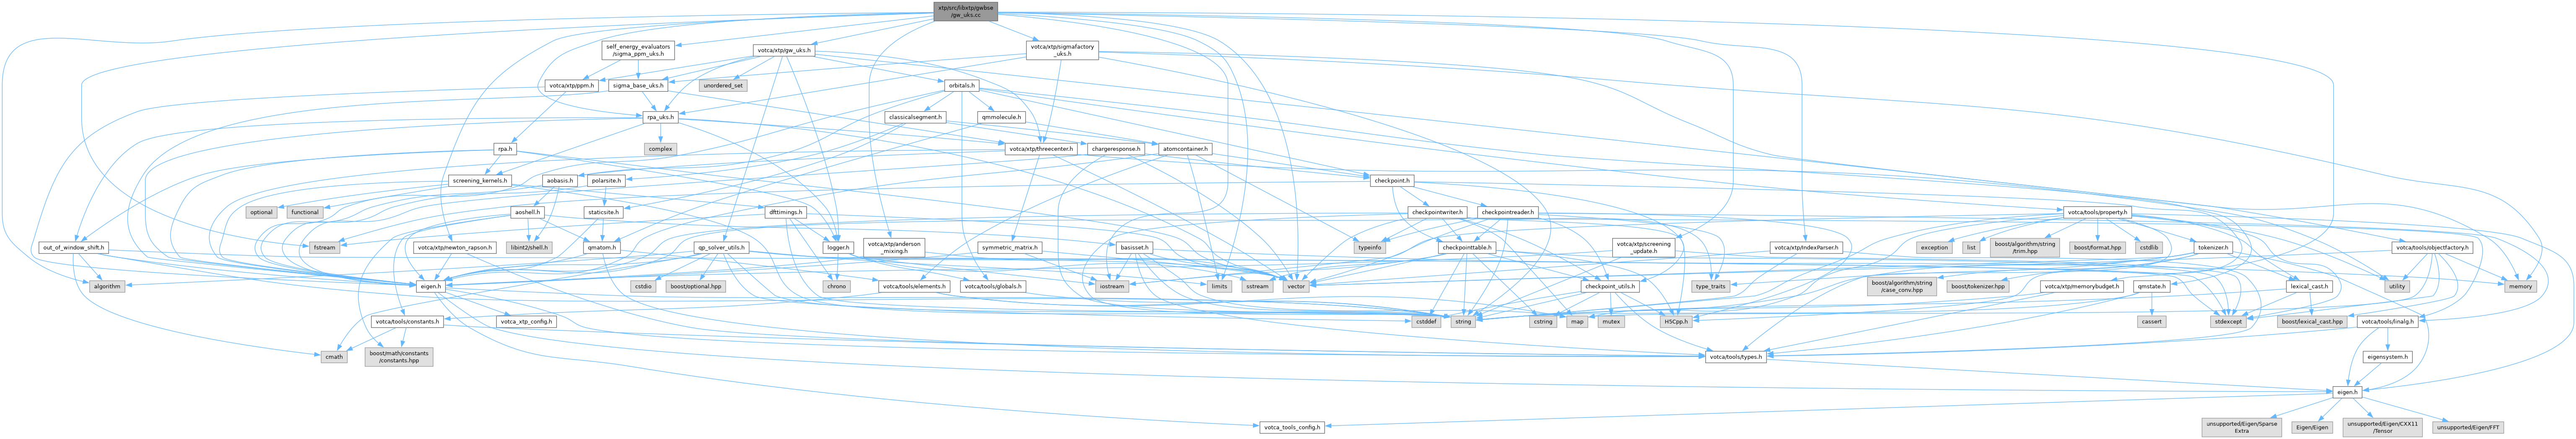 xtp/src/libxtp/gwbse
/gw_uks.cc
self_energy_evaluators
/sigma_ppm_uks.h
votca/xtp/gw_uks.h
votca/xtp/sigmafactory
_uks.h
votca/xtp/ppm.h
sigma_base_uks.h
unordered_set
orbitals.h
rpa_uks.h
classicalsegment.h
qmmolecule.h
complex
rpa.h
votca/xtp/threecenter.h
chargeresponse.h
atomcontainer.h
screening_kernels.h
aobasis.h
polarsite.h
checkpoint.h
optional
functional
aoshell.h
dfttimings.h
staticsite.h
checkpointwriter.h
checkpointreader.h
votca/tools/property.h
out_of_window_shift.h
fstream
votca/xtp/newton_rapson.h
libint2/shell.h
qmatom.h
qp_solver_utils.h
logger.h
votca/xtp/anderson
_mixing.h
symmetric_matrix.h
basisset.h
typeinfo
checkpointtable.h
votca/xtp/screening
_update.h
votca/xtp/IndexParser.h
exception
list
boost/algorithm/string
/trim.hpp
boost/format.hpp
cstdlib
tokenizer.h
votca/tools/objectfactory.h
algorithm
eigen.h
cstdio
boost/optional.hpp
chrono
votca/tools/elements.h
votca/tools/globals.h
iostream
limits
sstream
vector
checkpoint_utils.h
type_traits
boost/algorithm/string
/case_conv.hpp
boost/tokenizer.hpp
votca/xtp/memorybudget.h
qmstate.h
lexical_cast.h
utility
memory
votca/tools/constants.h
votca_xtp_config.h
cstddef
string
cstring
map
mutex
H5Cpp.h
cassert
stdexcept
boost/lexical_cast.hpp
votca/tools/linalg.h
cmath
boost/math/constants
/constants.hpp
votca/tools/types.h
eigensystem.h
eigen.h
votca_tools_config.h
unsupported/Eigen/Sparse
Extra
Eigen/Eigen
unsupported/Eigen/CXX11
/Tensor
unsupported/Eigen/FFT